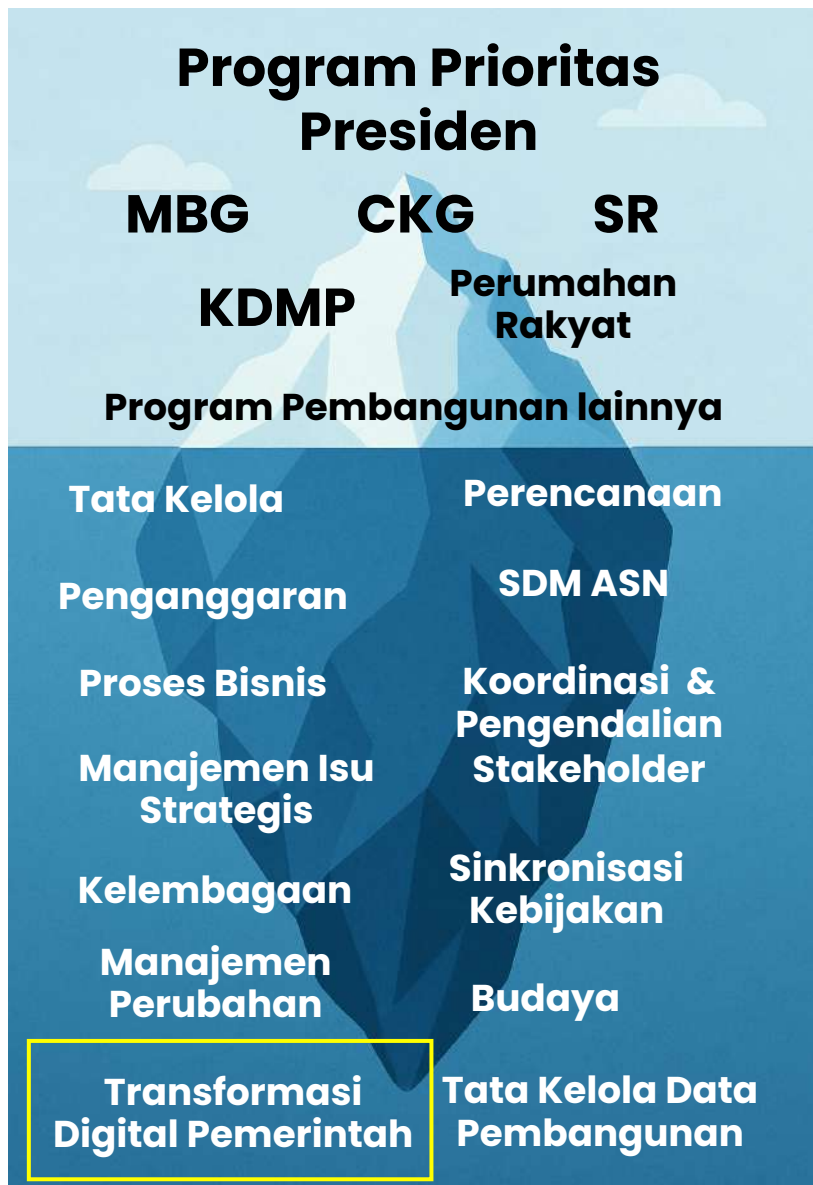 Program Prioritas
Presiden
MBG
CKG
SR
KDMP
Perumahan
Rakyat
Program Pembangunan lainnya
Tata Kelola
Perencanaan
Penganggaran
SDM ASN
Proses Bisnis
Koordinasi &
Pengendalian
Stakeholder
Manajemen Isu
Strategis
Kelembagaan
Sinkronisasi
Kebijakan
Manajemen
Perubahan
Budaya
Transformasi
Digital Pemerintah
Tata Kelola Data
Pembangunan